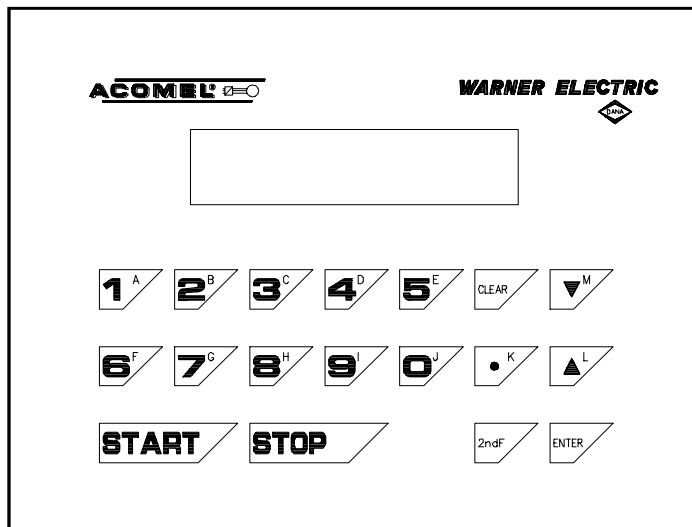 ACOMEL® WARNER ELECTRIC
DANA
1 A 2 B 3 C 4 D 5 E CLEAR ▼ M
6 F 7 G 8 H 9 I 0 J • K ▲ L
START STOP 2ndF ENTER